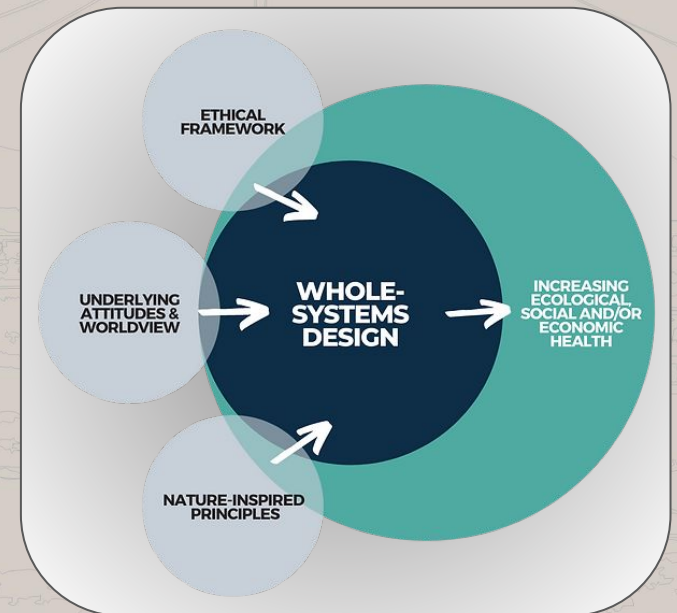 ETHICAL
FRAMEWORK
UNDERLYING
ATTITUDES &
WORLDVIEW
WHOLE-
SYSTEMS
DESIGN
INCREASING
ECOLOGICAL,
SOCIAL AND/OR
ECONOMIC
HEALTH
NATURE-INSPIRED
PRINCIPLES